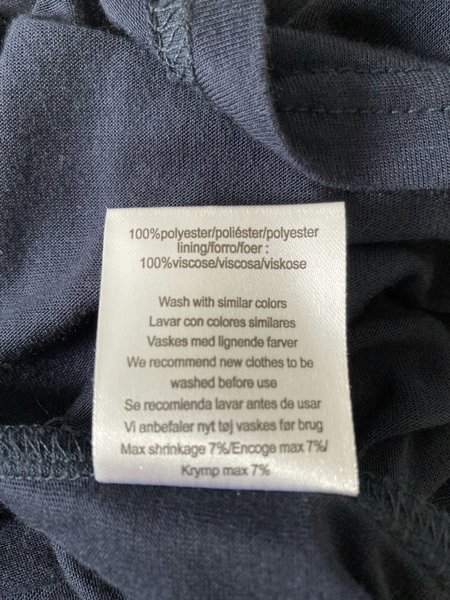 100%polyester/poliéster/polyester
lining/forro/foer :
100%viscose/viscosa/viskose
Wash with similar colors
Lavar con colores similares
Vaskes med lignende farver
We recommend new clothes to be
washed before use
Se recomienda lavar antes de usar
Vi anbefaler nyt tøj vaskes før brug
Max shrinkage 7%/Encoge max 7%/
Krymp max 7%